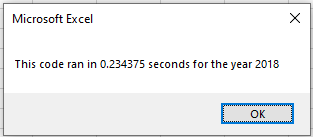 Microsoft Excel
This code ran in 0.234375 seconds for the year 2018
OK